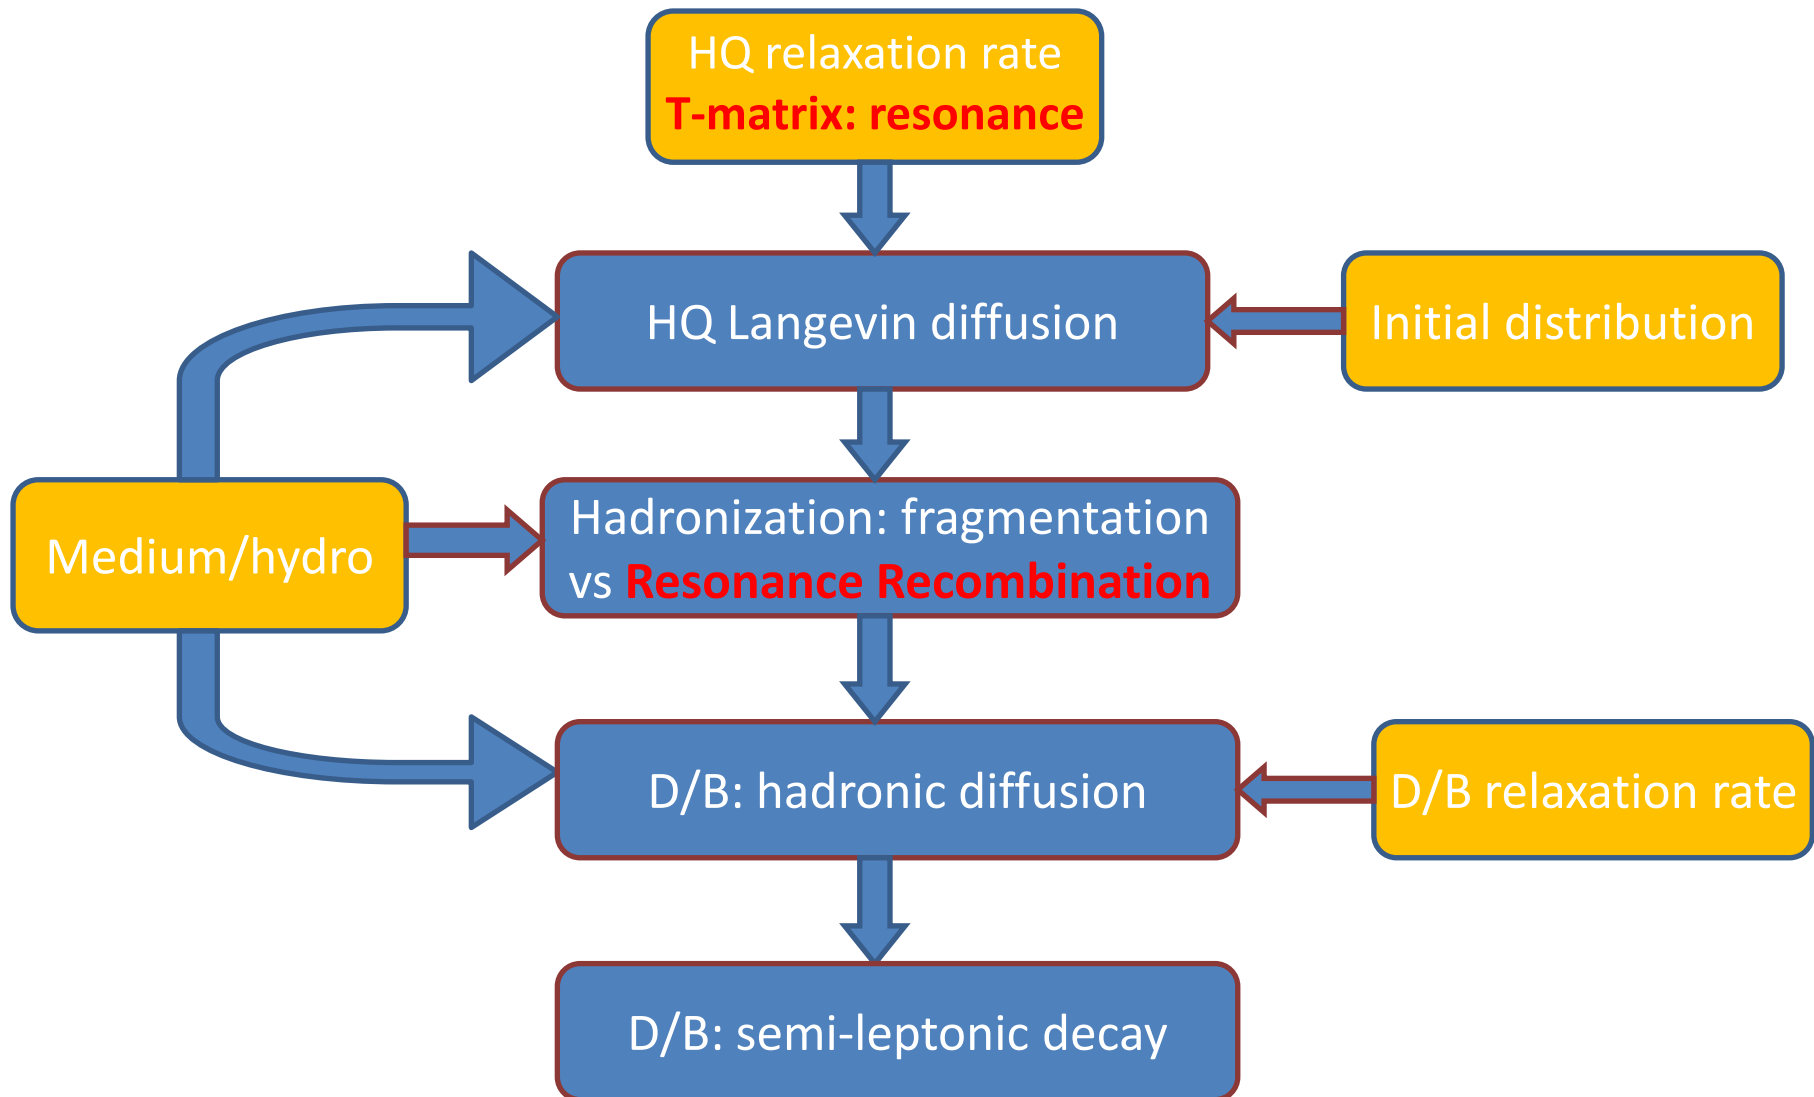 HQ relaxation rate
T-matrix: resonance
HQ Langevin diffusion
Initial distribution
Medium/hydro
Hadronization: fragmentation
vs Resonance Recombination
D/B: hadronic diffusion
D/B relaxation rate
D/B: semi-leptonic decay